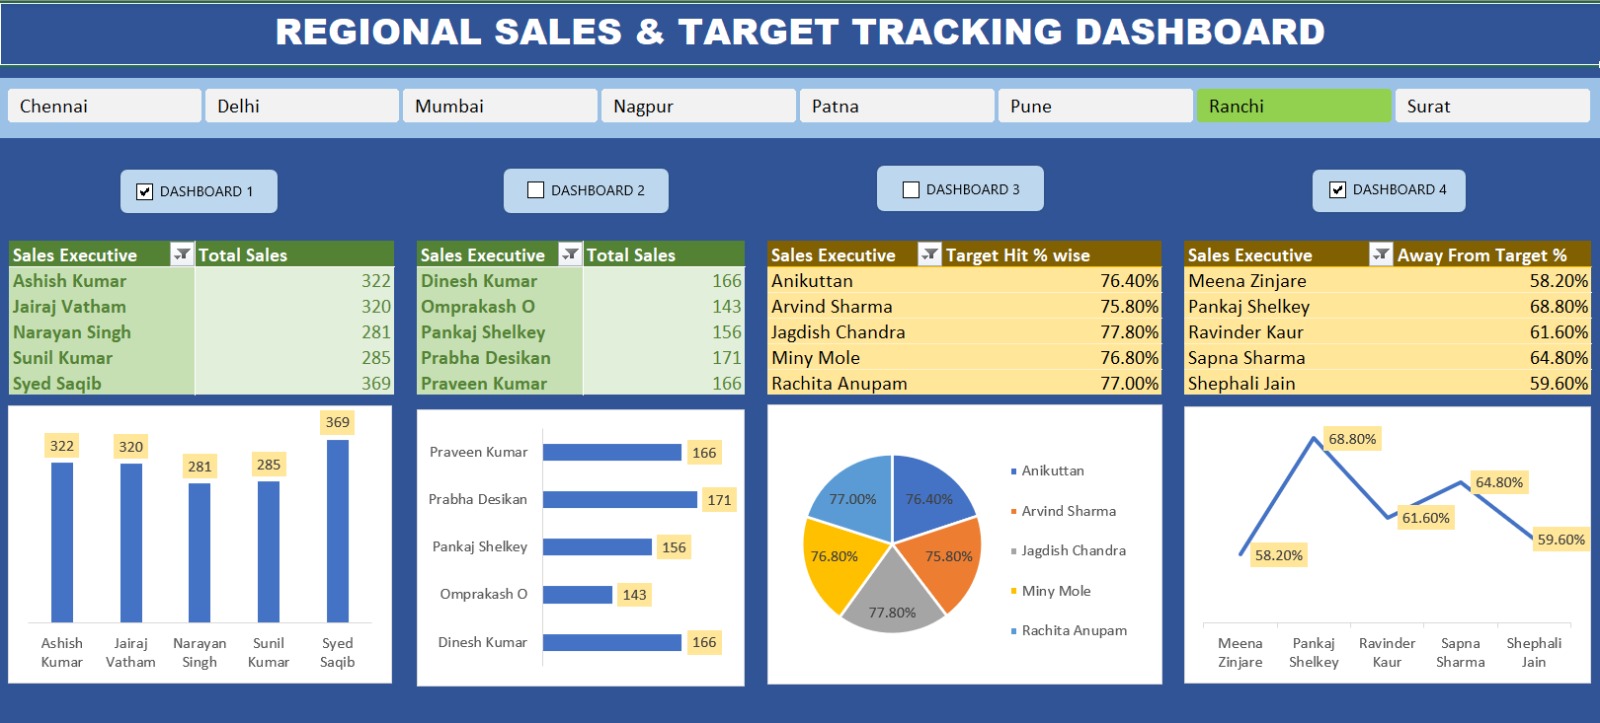 REGIONAL SALES & TARGET TRACKING DASHBOARD
Chennai Delhi Mumbai Nagpur Patna Pune Ranchi Surat
DASHBOARD 1 DASHBOARD 2 DASHBOARD 3 DASHBOARD 4
Sales Executive Total Sales
Ashish Kumar 322
Jairaj Vatham 320
Narayan Singh 281
Sunil Kumar 285
Syed Saqib 369
322
320
281
285
369
Ashish Kumar
Jairaj Vatham
Narayan Singh
Sunil Kumar
Syed Saqib
Sales Executive Total Sales
Dinesh Kumar 166
Omprakash O 143
Pankaj Shelkey 156
Prabha Desikan 171
Praveen Kumar 166
Praveen Kumar 166
Prabha Desikan 171
Pankaj Shelkey 156
Omprakash O 143
Dinesh Kumar 166
Sales Executive Target Hit % wise
Anikuttan 76.40%
Arvind Sharma 75.80%
Jagdish Chandra 77.80%
Miny Mole 76.80%
Rachita Anupam 77.00%
77.00% 76.40%
76.80% 75.80%
77.80%
Anikuttan
Arvind Sharma
Jagdish Chandra
Miny Mole
Rachita Anupam
Sales Executive Away From Target %
Meena Zinjare 58.20%
Pankaj Shelkey 68.80%
Ravinder Kaur 61.60%
Sapna Sharma 64.80%
Shephali Jain 59.60%
68.80%
64.80%
61.60%
59.60%
58.20%
Meena Zinjare
Pankaj Shelkey
Ravinder Kaur
Sapna Sharma
Shephali Jain